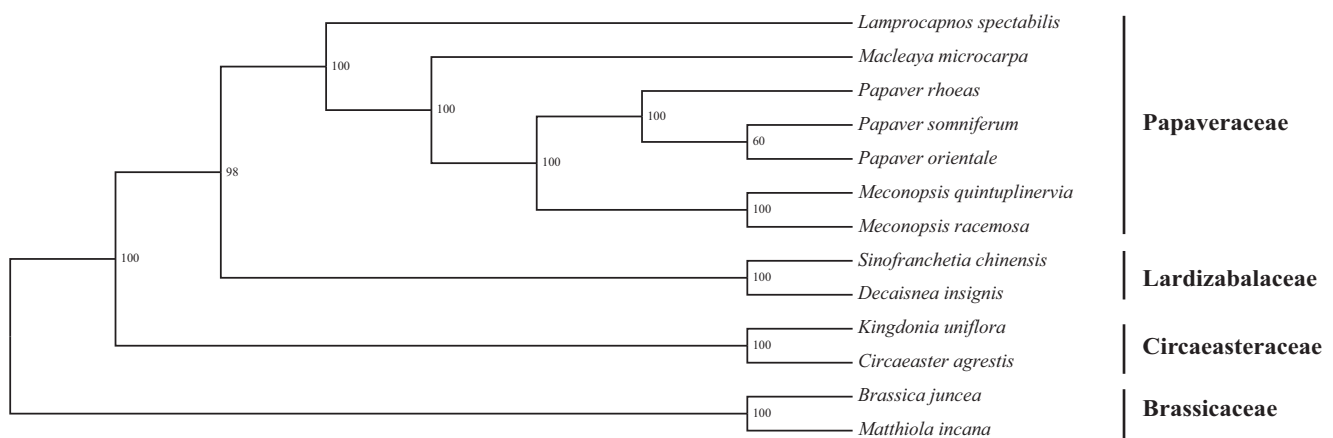 Lamprocapnos spectabilis
Macleaya microcarpa
100
Papaver rhoeas
100
100
Papaver somniferum
Papaveraceae
60
Papaver orientale
100
98
Meconopsis quintuplinervia
100
Meconopsis racemosa
100
Sinofranchetia chinensis
100
Lardizabalaceae
Decaisnea insignis
Kingdonia uniflora
100
Circaeasteraceae
Circaeaster agrestis
Brassica juncea
100
Brassicaceae
Matthiola incana